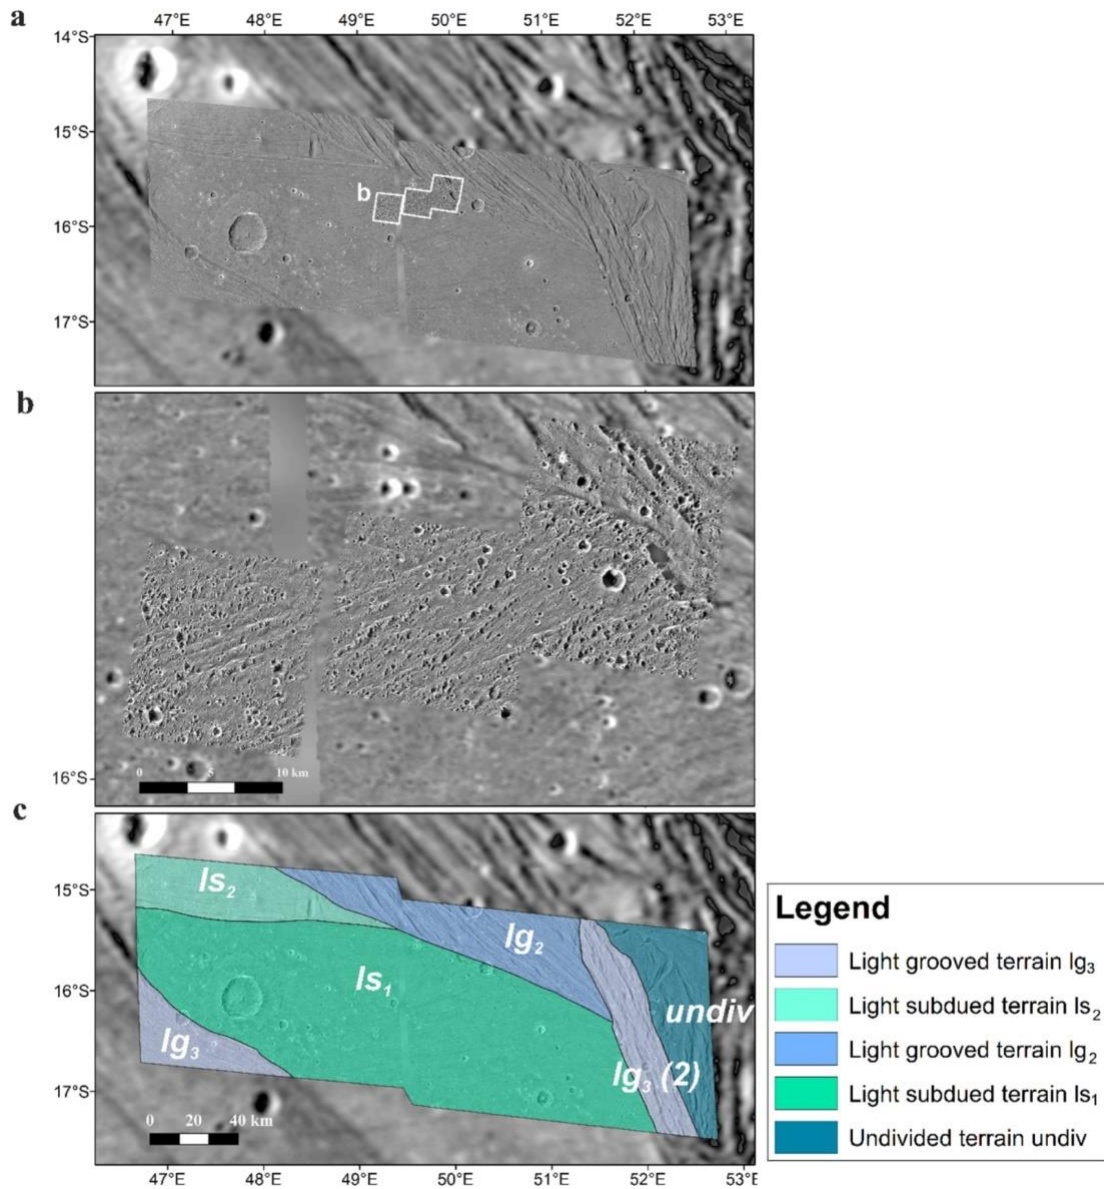 a
47°E 48°E 49°E 50°E 51°E 52°E 53°E
14°S
15°S
16°S
17°S
b
b
16°S
0 5 10 km
c
15°S
16°S
17°S
ls₂
lg₂
ls₁
lg₃
undiv
lg₃ (2)
0 20 40 km
47°E 48°E 49°E 50°E 51°E 52°E 53°E
Legend
Light grooved terrain lg₃
Light subdued terrain ls₂
Light grooved terrain lg₂
Light subdued terrain ls₁
Undivided terrain undiv